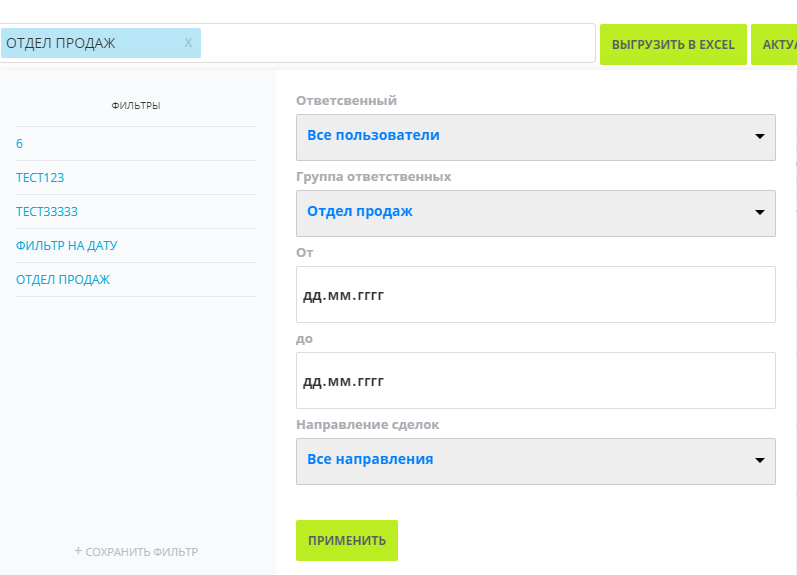 ОТДЕЛ ПРОДАЖ X
ВЫГРУЗИТЬ В EXCEL
ФИЛЬТРЫ
6
ТЕСТ123
ТЕСТ33333
ФИЛЬТР НА ДАТУ
ОТДЕЛ ПРОДАЖ
+ СОХРАНИТЬ ФИЛЬТР
Ответсвенный
Все пользователи
Группа ответственных
Отдел продаж
От
дд.мм.гггг
до
дд.мм.гггг
Направление сделок
Все направления
ПРИМЕНИТЬ